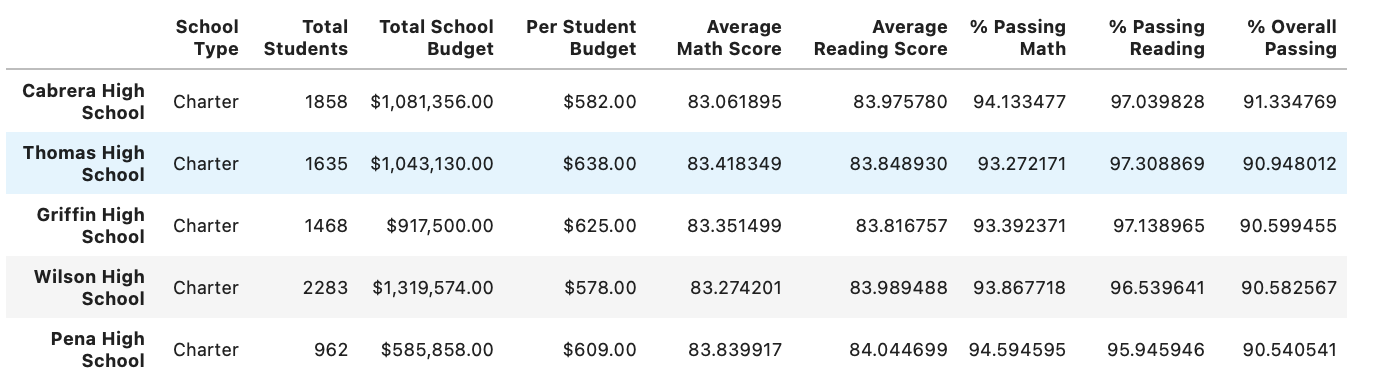 School Type Total Students Total School Budget Per Student Budget Average Math Score Average Reading Score % Passing Math % Passing Reading % Overall Passing
Cabrera High School Charter 1858 $1,081,356.00 $582.00 83.061895 83.975780 94.133477 97.039828 91.334769
Thomas High School Charter 1635 $1,043,130.00 $638.00 83.418349 83.848930 93.272171 97.308869 90.948012
Griffin High School Charter 1468 $917,500.00 $625.00 83.351499 83.816757 93.392371 97.138965 90.599455
Wilson High School Charter 2283 $1,319,574.00 $578.00 83.274201 83.989488 93.867718 96.539641 90.582567
Pena High School Charter 962 $585,858.00 $609.00 83.839917 84.044699 94.594595 95.945946 90.540541